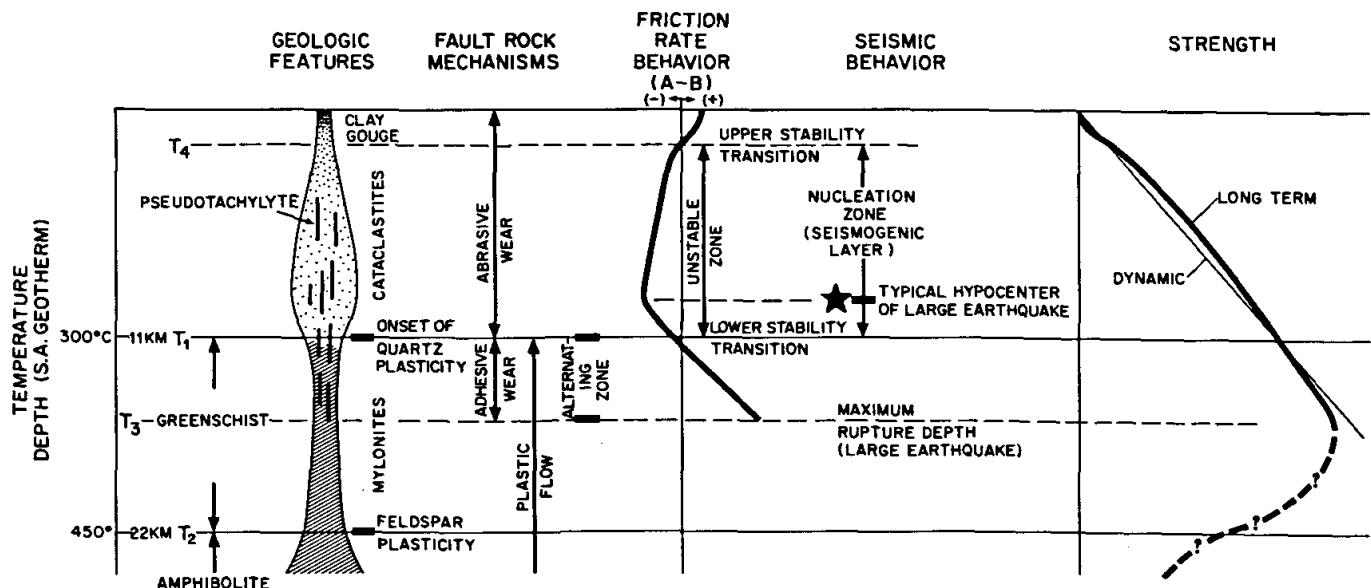 GEOLOGIC
FEATURES
FAULT ROCK
MECHANISMS
FRICTION
RATE
BEHAVIOR
(A-B)
(-) (+)
SEISMIC
BEHAVIOR
STRENGTH
TEMPERATURE
DEPTH (S.A. GEOTHERM)
T4
CLAY
GOUGE
UPPER STABILITY
TRANSITION
PSEUDOTACHYLYTE
CATACLASTITES
ABRASIVE
WEAR
UNSTABLE
ZONE
NUCLEATION
ZONE
(SEISMOGENIC
LAYER)
LONG TERM
DYNAMIC
TYPICAL HYPOCENTER
OF LARGE EARTHQUAKE
300°C 11KM T1
ONSET OF
QUARTZ PLASTICITY
LOWER STABILITY
TRANSITION
ADHESIVE
WEAR
ALTERNAT-
ING
ZONE
T3 GREENSCHIST
MAXIMUM
RUPTURE DEPTH
(LARGE EARTHQUAKE)
MYLONITES
PLASTIC
FLOW
?
?
?
450° 22KM T2
FELDSPAR
PLASTICITY
AMPHIBOLITE